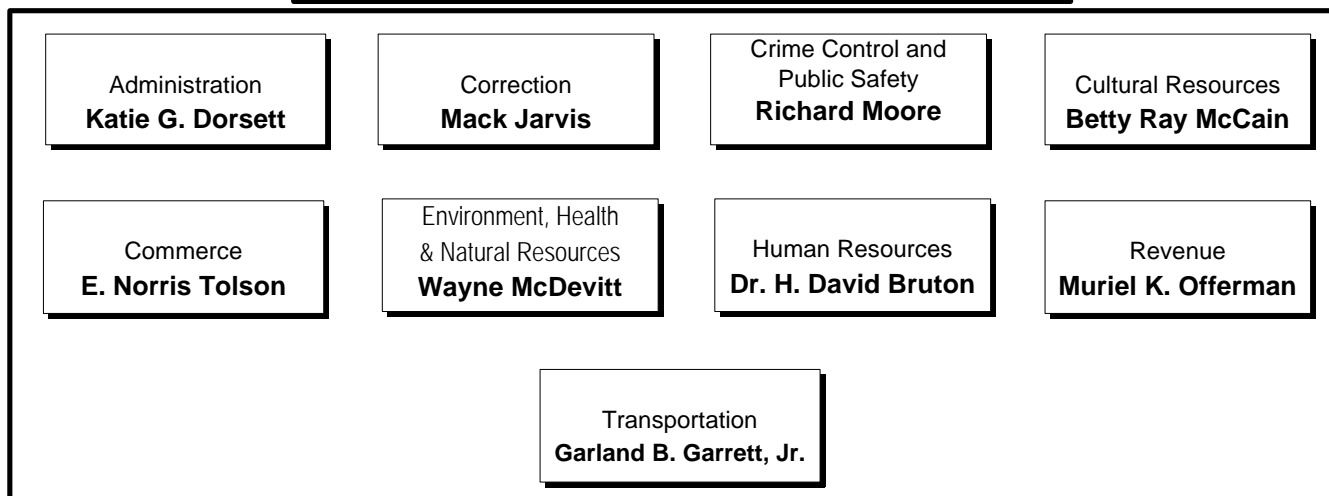 Administration
Katie G. Dorsett
Correction
Mack Jarvis
Crime Control and
Public Safety
Richard Moore
Cultural Resources
Betty Ray McCain
Commerce
E. Norris Tolson
Environment, Health
& Natural Resources
Wayne McDevitt
Human Resources
Dr. H. David Bruton
Revenue
Muriel K. Offerman
Transportation
Garland B. Garrett, Jr.